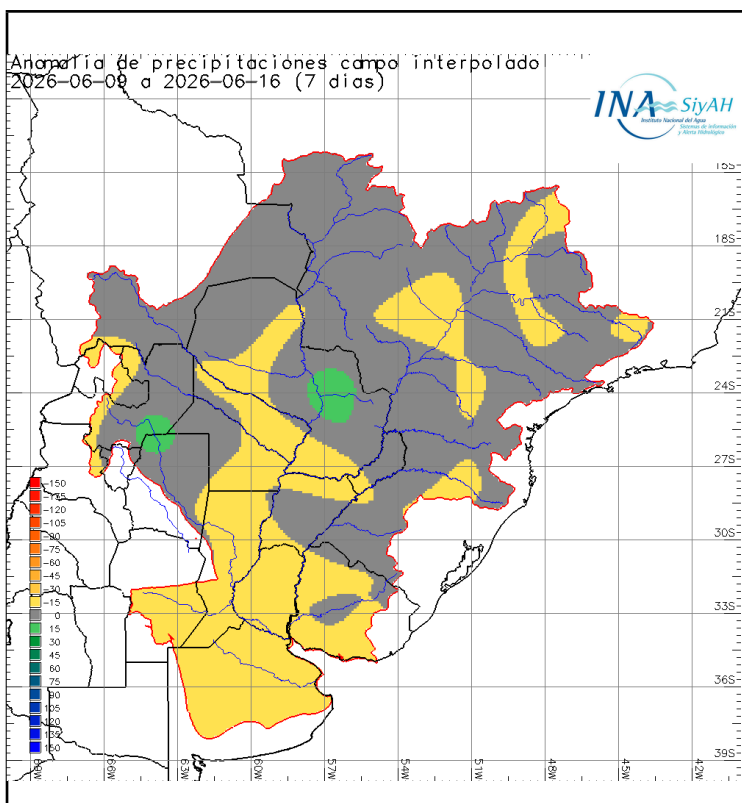 Anomalia de precipitaciones campo interpolado
2026-06-09 a 2026-06-16 (7 dias)
INA SiyAH
Instituto Nacional del Agua
Sistemas de Información
y Alerta Hidrológico
15S
18S
21S
24S
27S
30S
33S
36S
39S
-150
-135
-120
-105
-90
-75
-60
-45
-30
-15
0
15
30
45
60
75
90
105
120
135
150
69W 66W 63W 60W 57W 54W 51W 48W 45W 42W